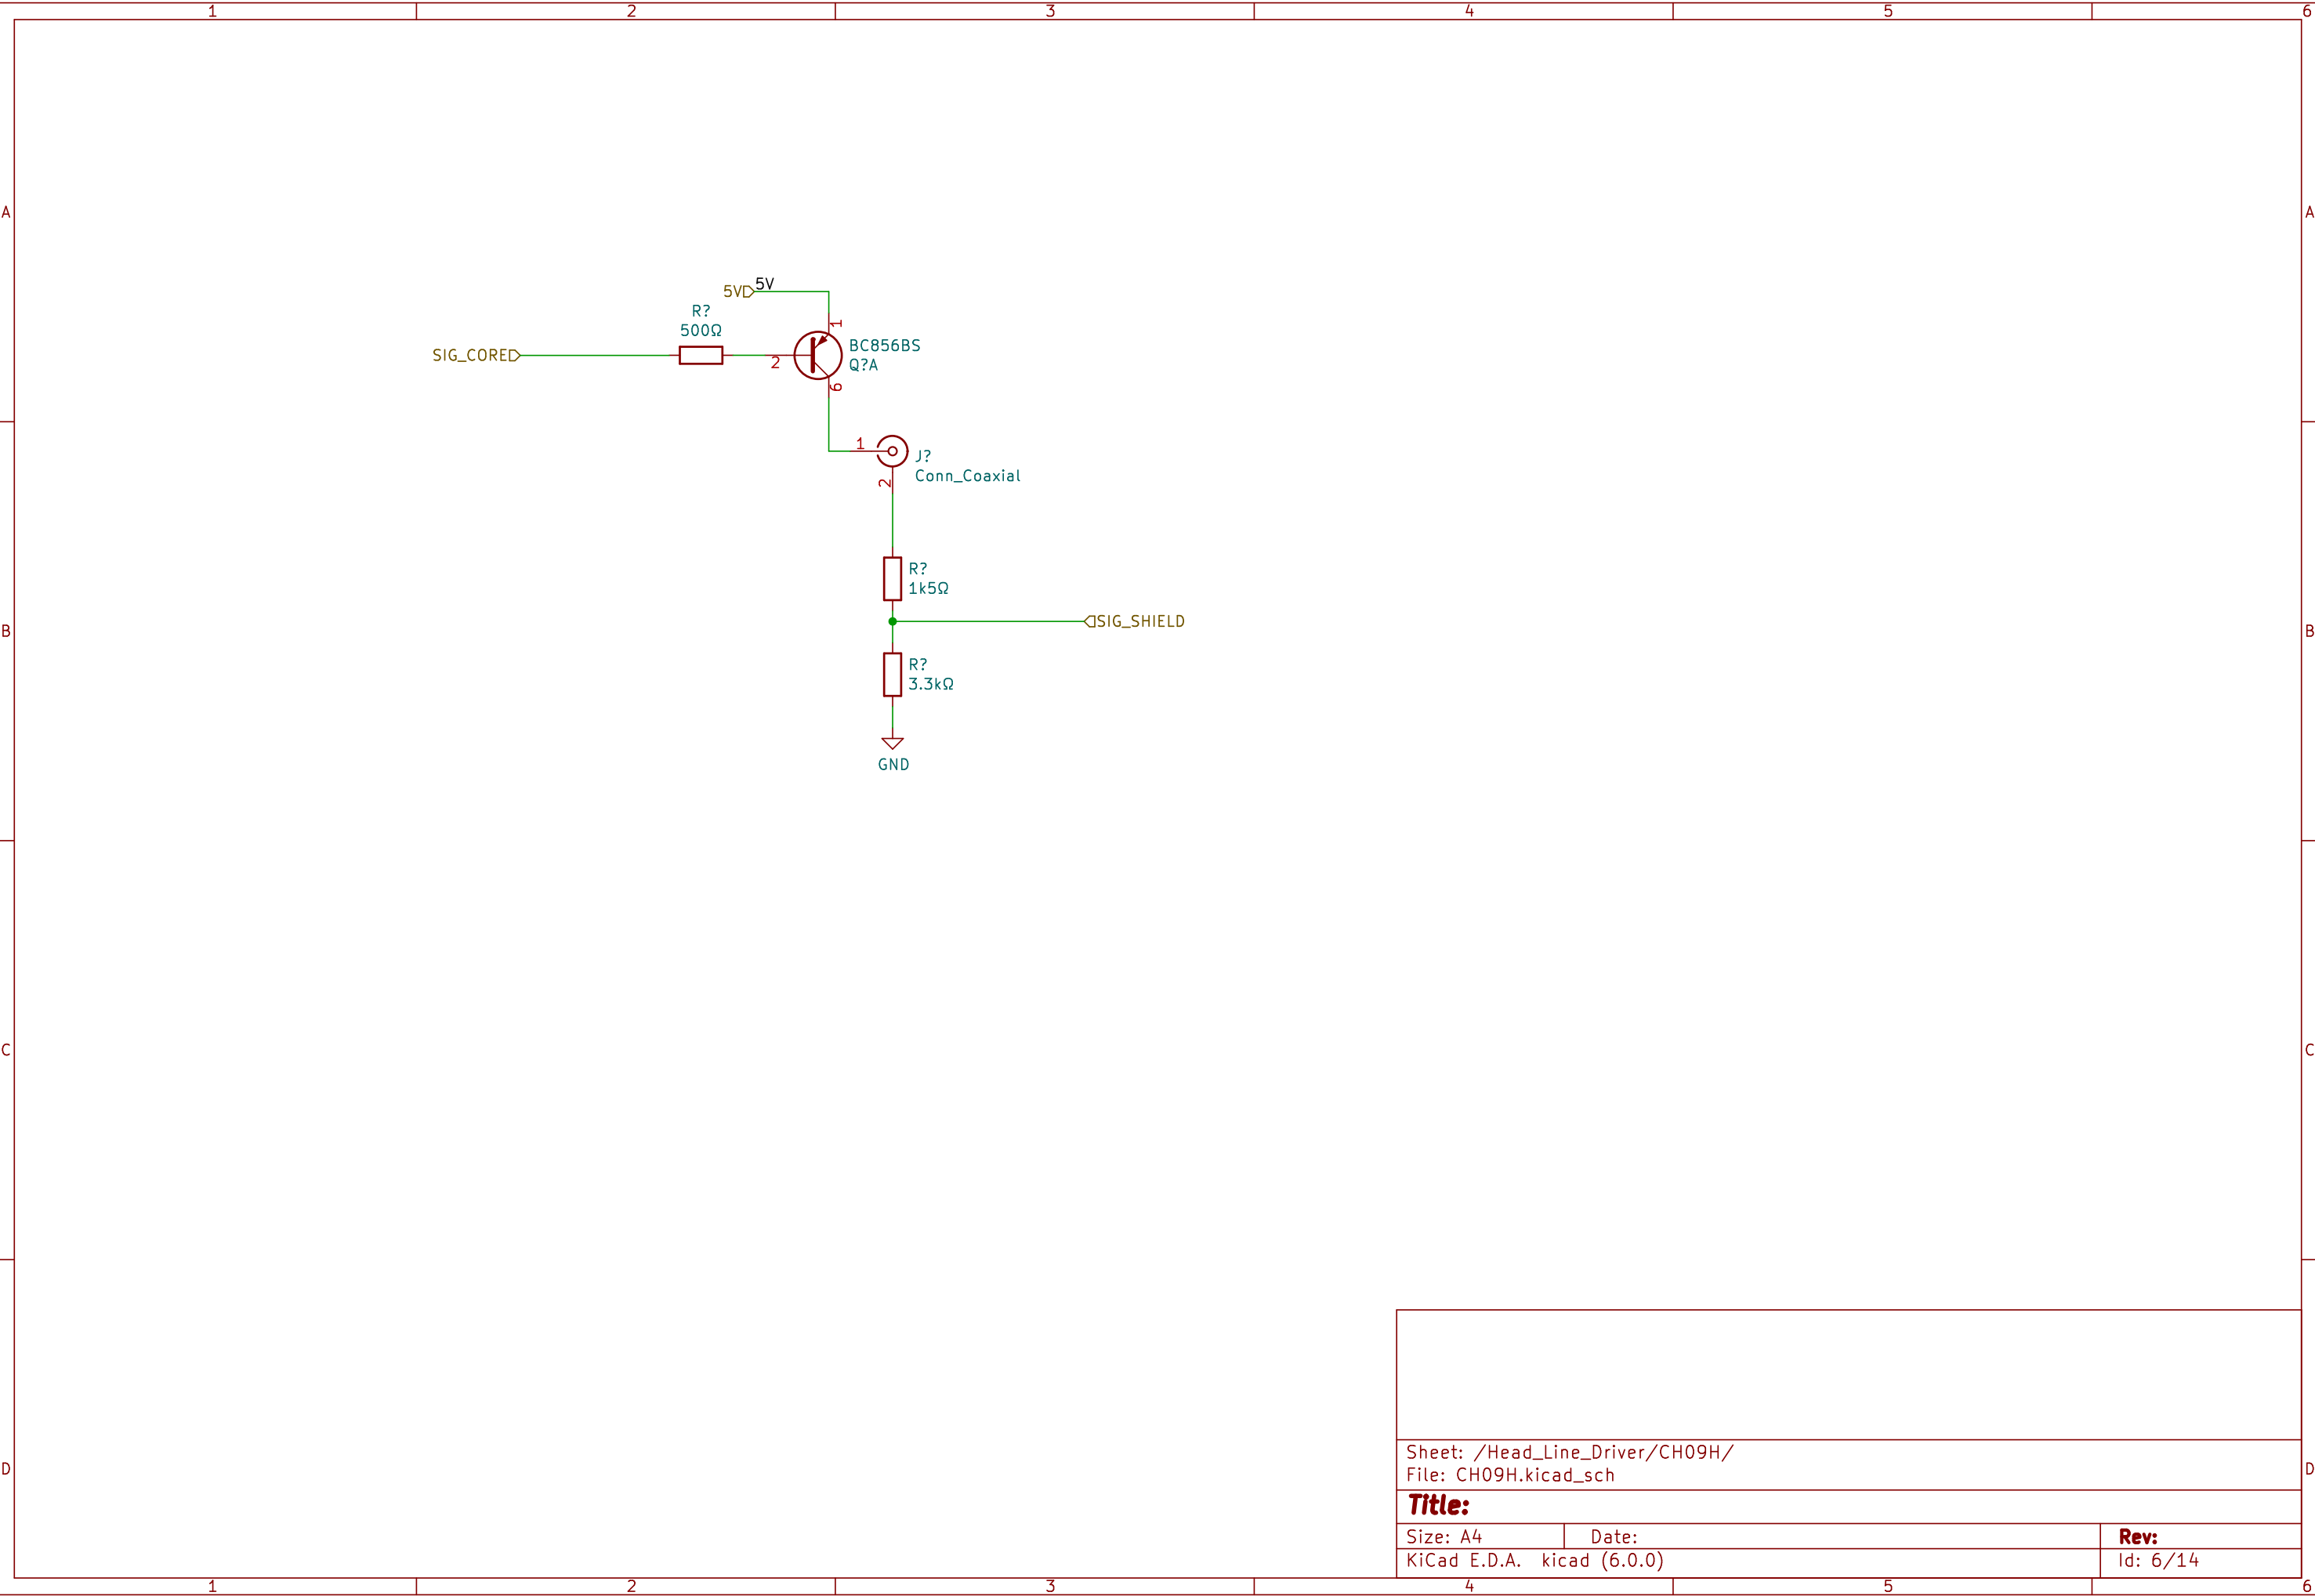 1 2 3 4 5 6
A A
5V 5V
R?
500Ω
1
SIG_CORE
2
BC856BS
Q?A
6
1
J?
Conn_Coaxial
2
R?
1k5Ω
SIG_SHIELD
B B
R?
3.3kΩ
GND
C C
Sheet: /Head_Line_Driver/CH09H/
File: CH09H.kicad_sch
D D
Title:
Size: A4 Date: Rev:
KiCad E.D.A. kicad (6.0.0) Id: 6/14
1 2 3 4 5 6